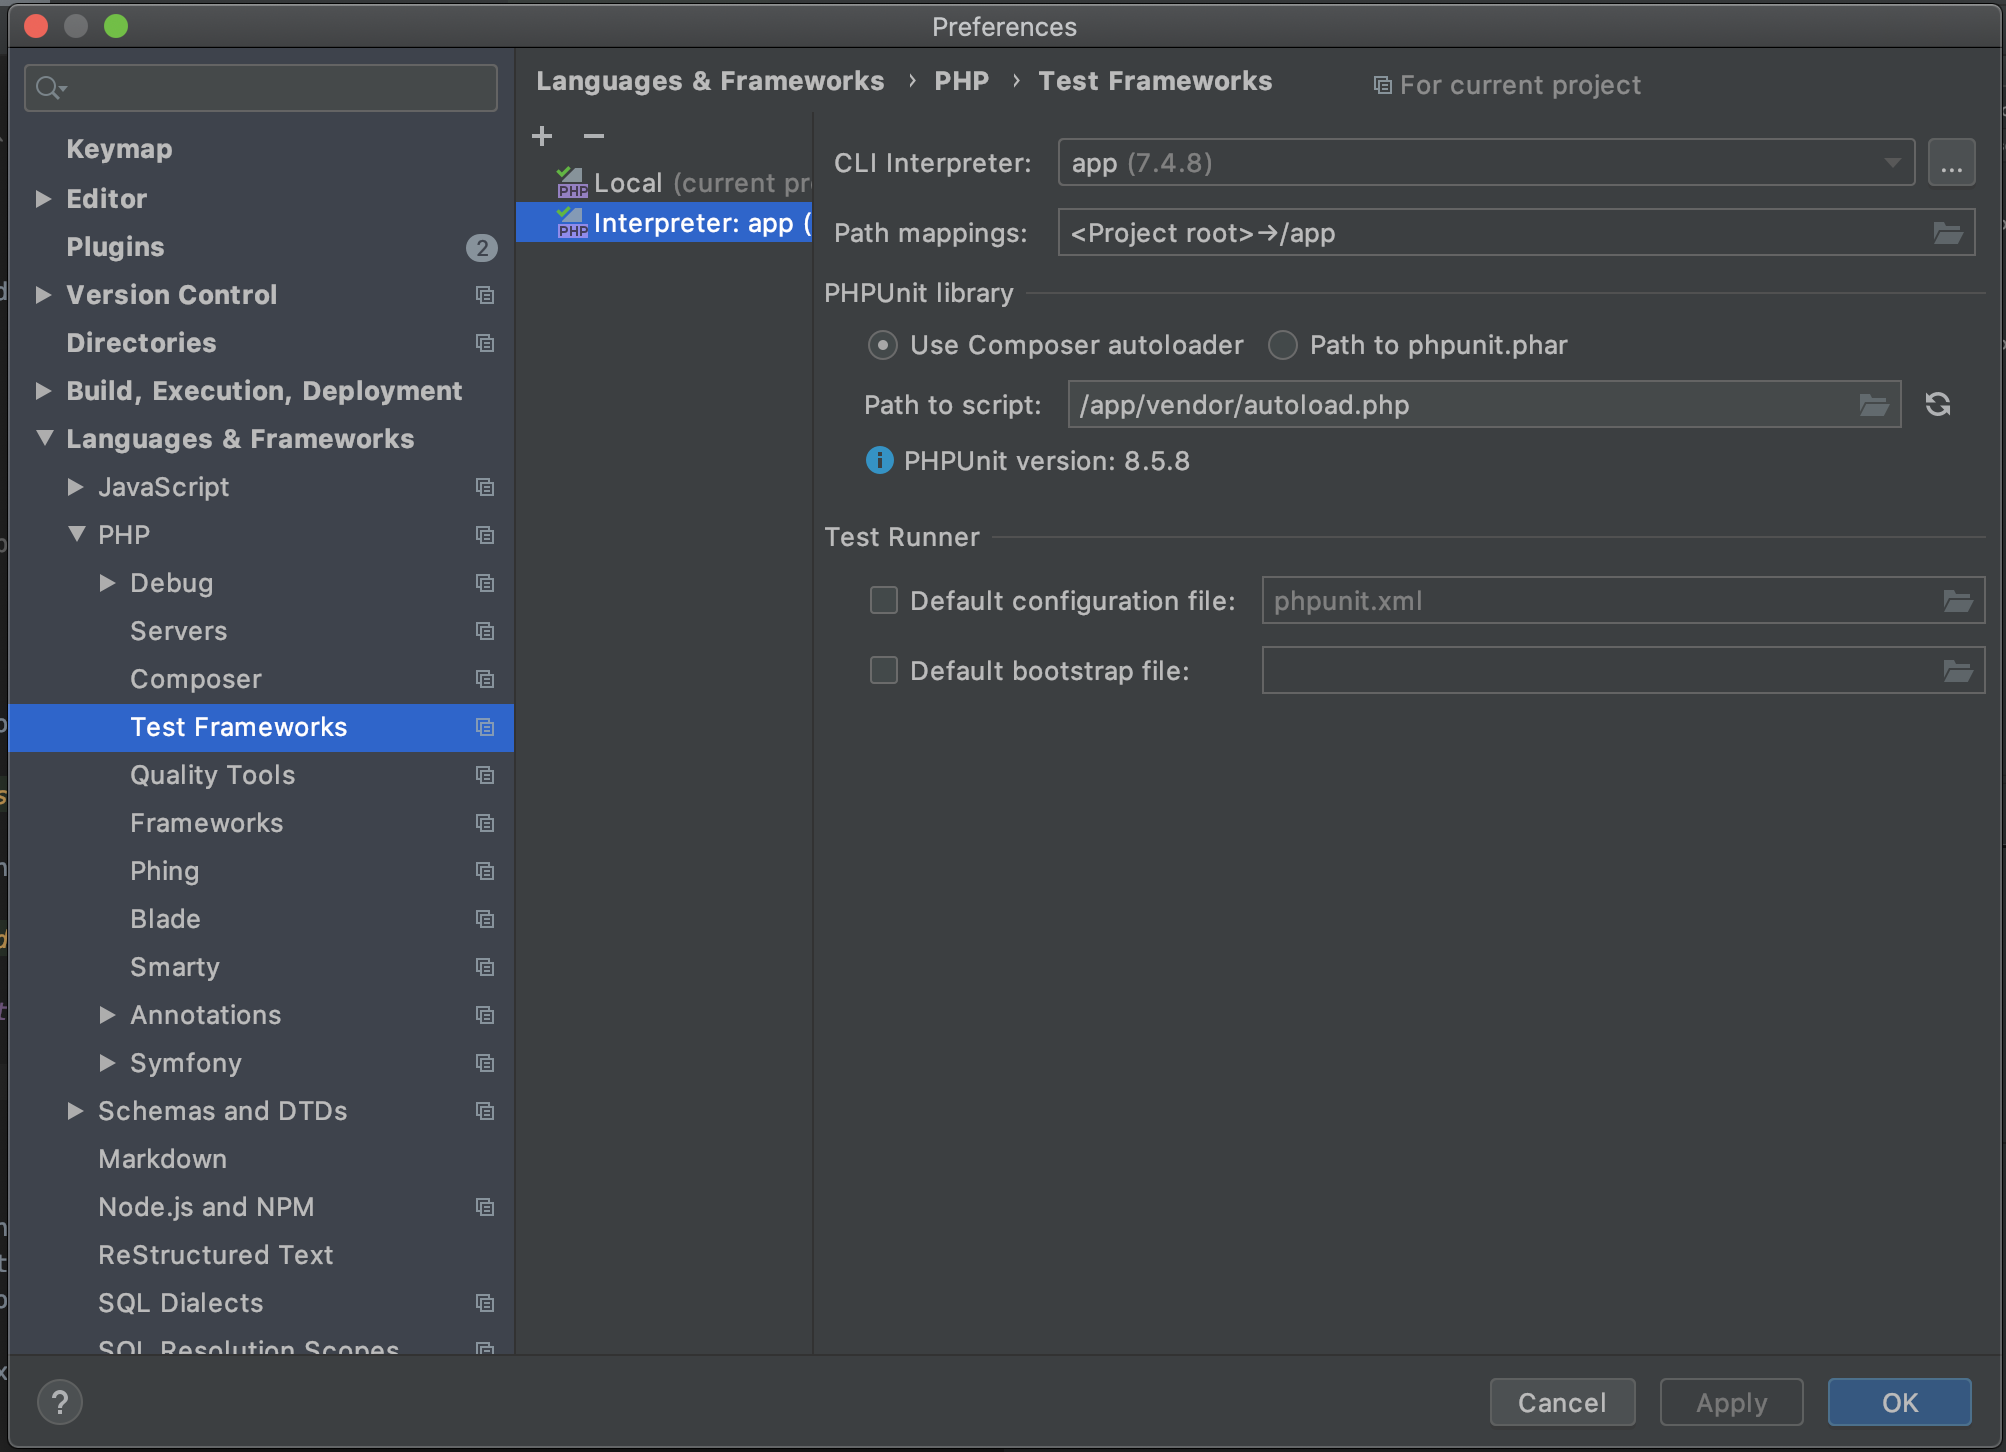 Preferences
Keymap
Editor
Plugins 2
Version Control
Directories
Build, Execution, Deployment
Languages & Frameworks
JavaScript
PHP
Debug
Servers
Composer
Test Frameworks
Quality Tools
Frameworks
Phing
Blade
Smarty
Annotations
Symfony
Schemas and DTDs
Markdown
Node.js and NPM
ReStructured Text
SQL Dialects
SQL Resolution Scopes
?
Languages & Frameworks › PHP › Test Frameworks For current project
+ −
PHP Local (current pr
PHP Interpreter: app (
CLI Interpreter: app (7.4.8) ...
Path mappings: <Project root>→/app
PHPUnit library
Use Composer autoloader Path to phpunit.phar
Path to script: /app/vendor/autoload.php
PHPUnit version: 8.5.8
Test Runner
Default configuration file: phpunit.xml
Default bootstrap file:
Cancel Apply OK